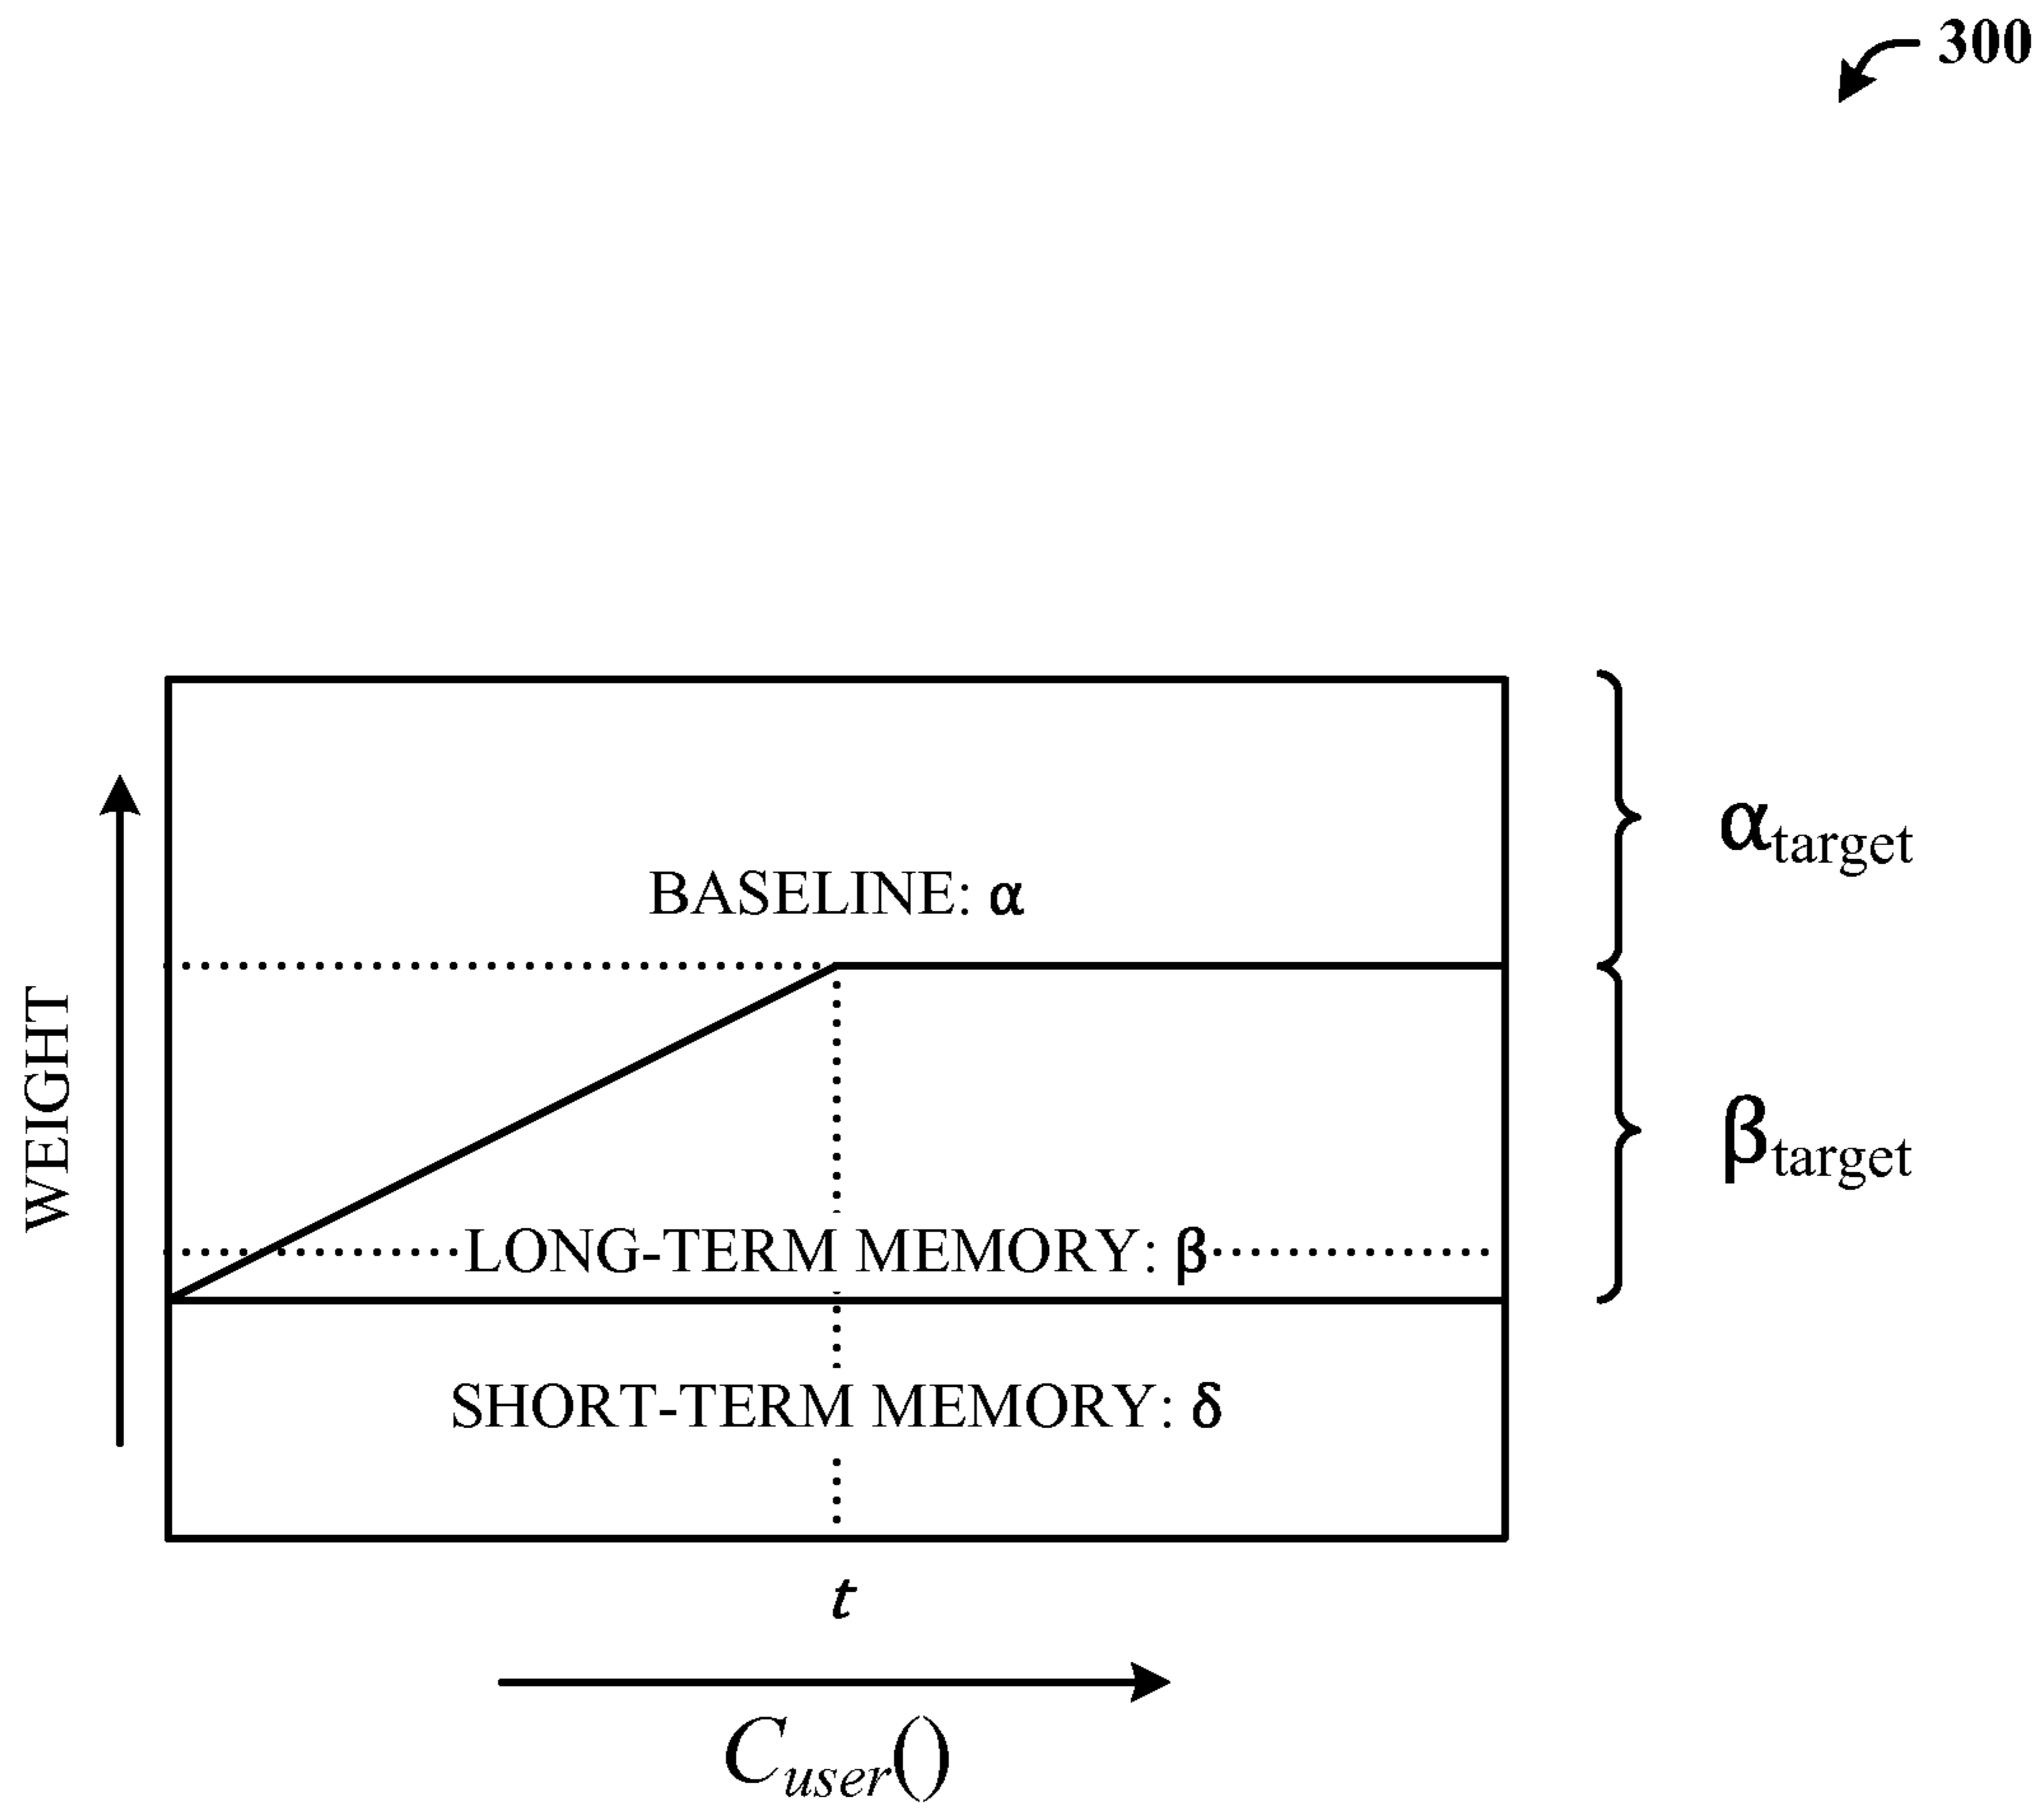 300
BASELINE: α
αtarget
WEIGHT
βtarget
LONG-TERM MEMORY: β
SHORT-TERM MEMORY: δ
t
Cuser()